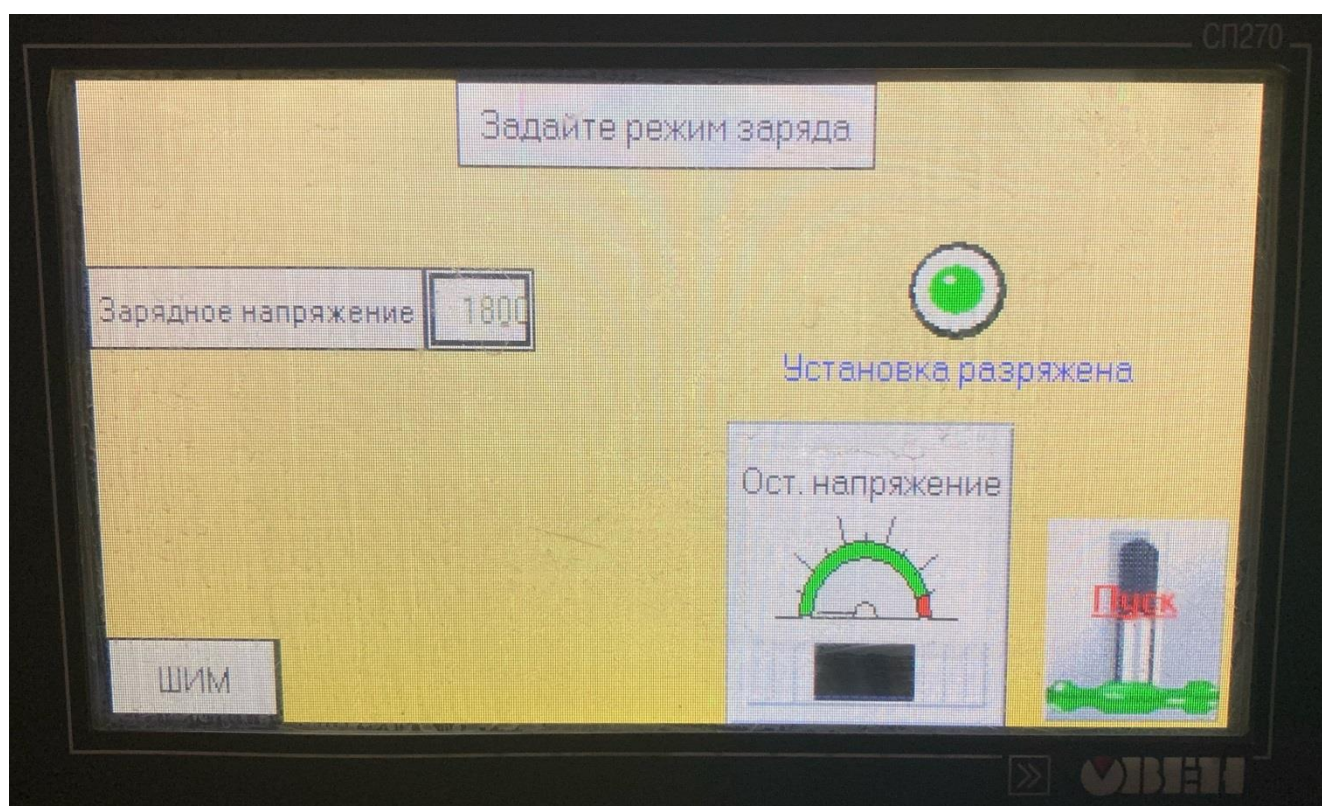 СП270
Задайте режим заряда
Зарядное напряжение 1800
Установка разряжена
Ост. напряжение
Пуск
ШИМ
ОВЕН